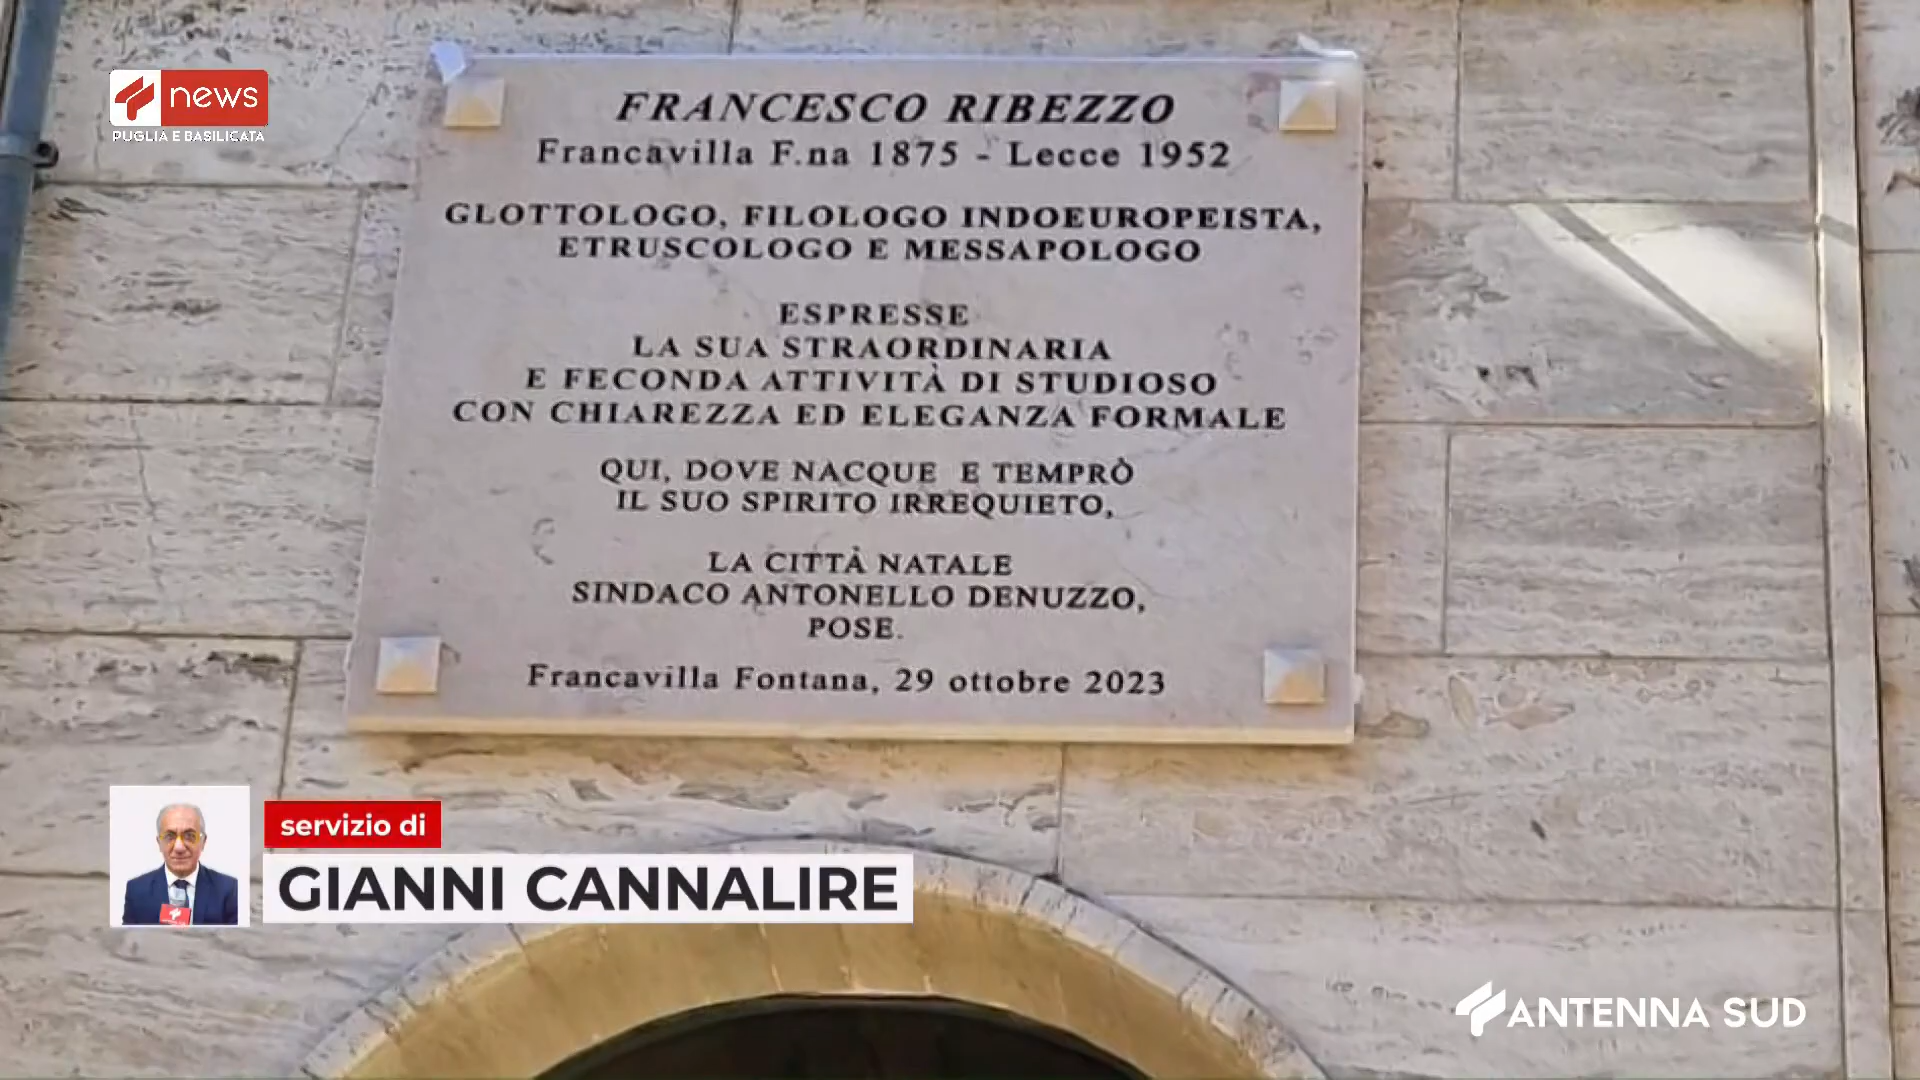 news
PUGLIA E BASILICATA
FRANCESCO RIBEZZO
Francavilla F.na 1875 - Lecce 1952
GLOTTOLOGO, FILOLOGO INDOEUROPEISTA,
ETRUSCOLOGO E MESSAPOLOGO
ESPRESSE
LA SUA STRAORDINARIA
E FECONDA ATTIVITÀ DI STUDIOSO
CON CHIAREZZA ED ELEGANZA FORMALE
QUI, DOVE NACQUE E TEMPRÒ
IL SUO SPIRITO IRREQUIETO,
LA CITTÀ NATALE
SINDACO ANTONELLO DENUZZO,
POSE.
Francavilla Fontana, 29 ottobre 2023
servizio di
GIANNI CANNALIRE
ANTENNA SUD